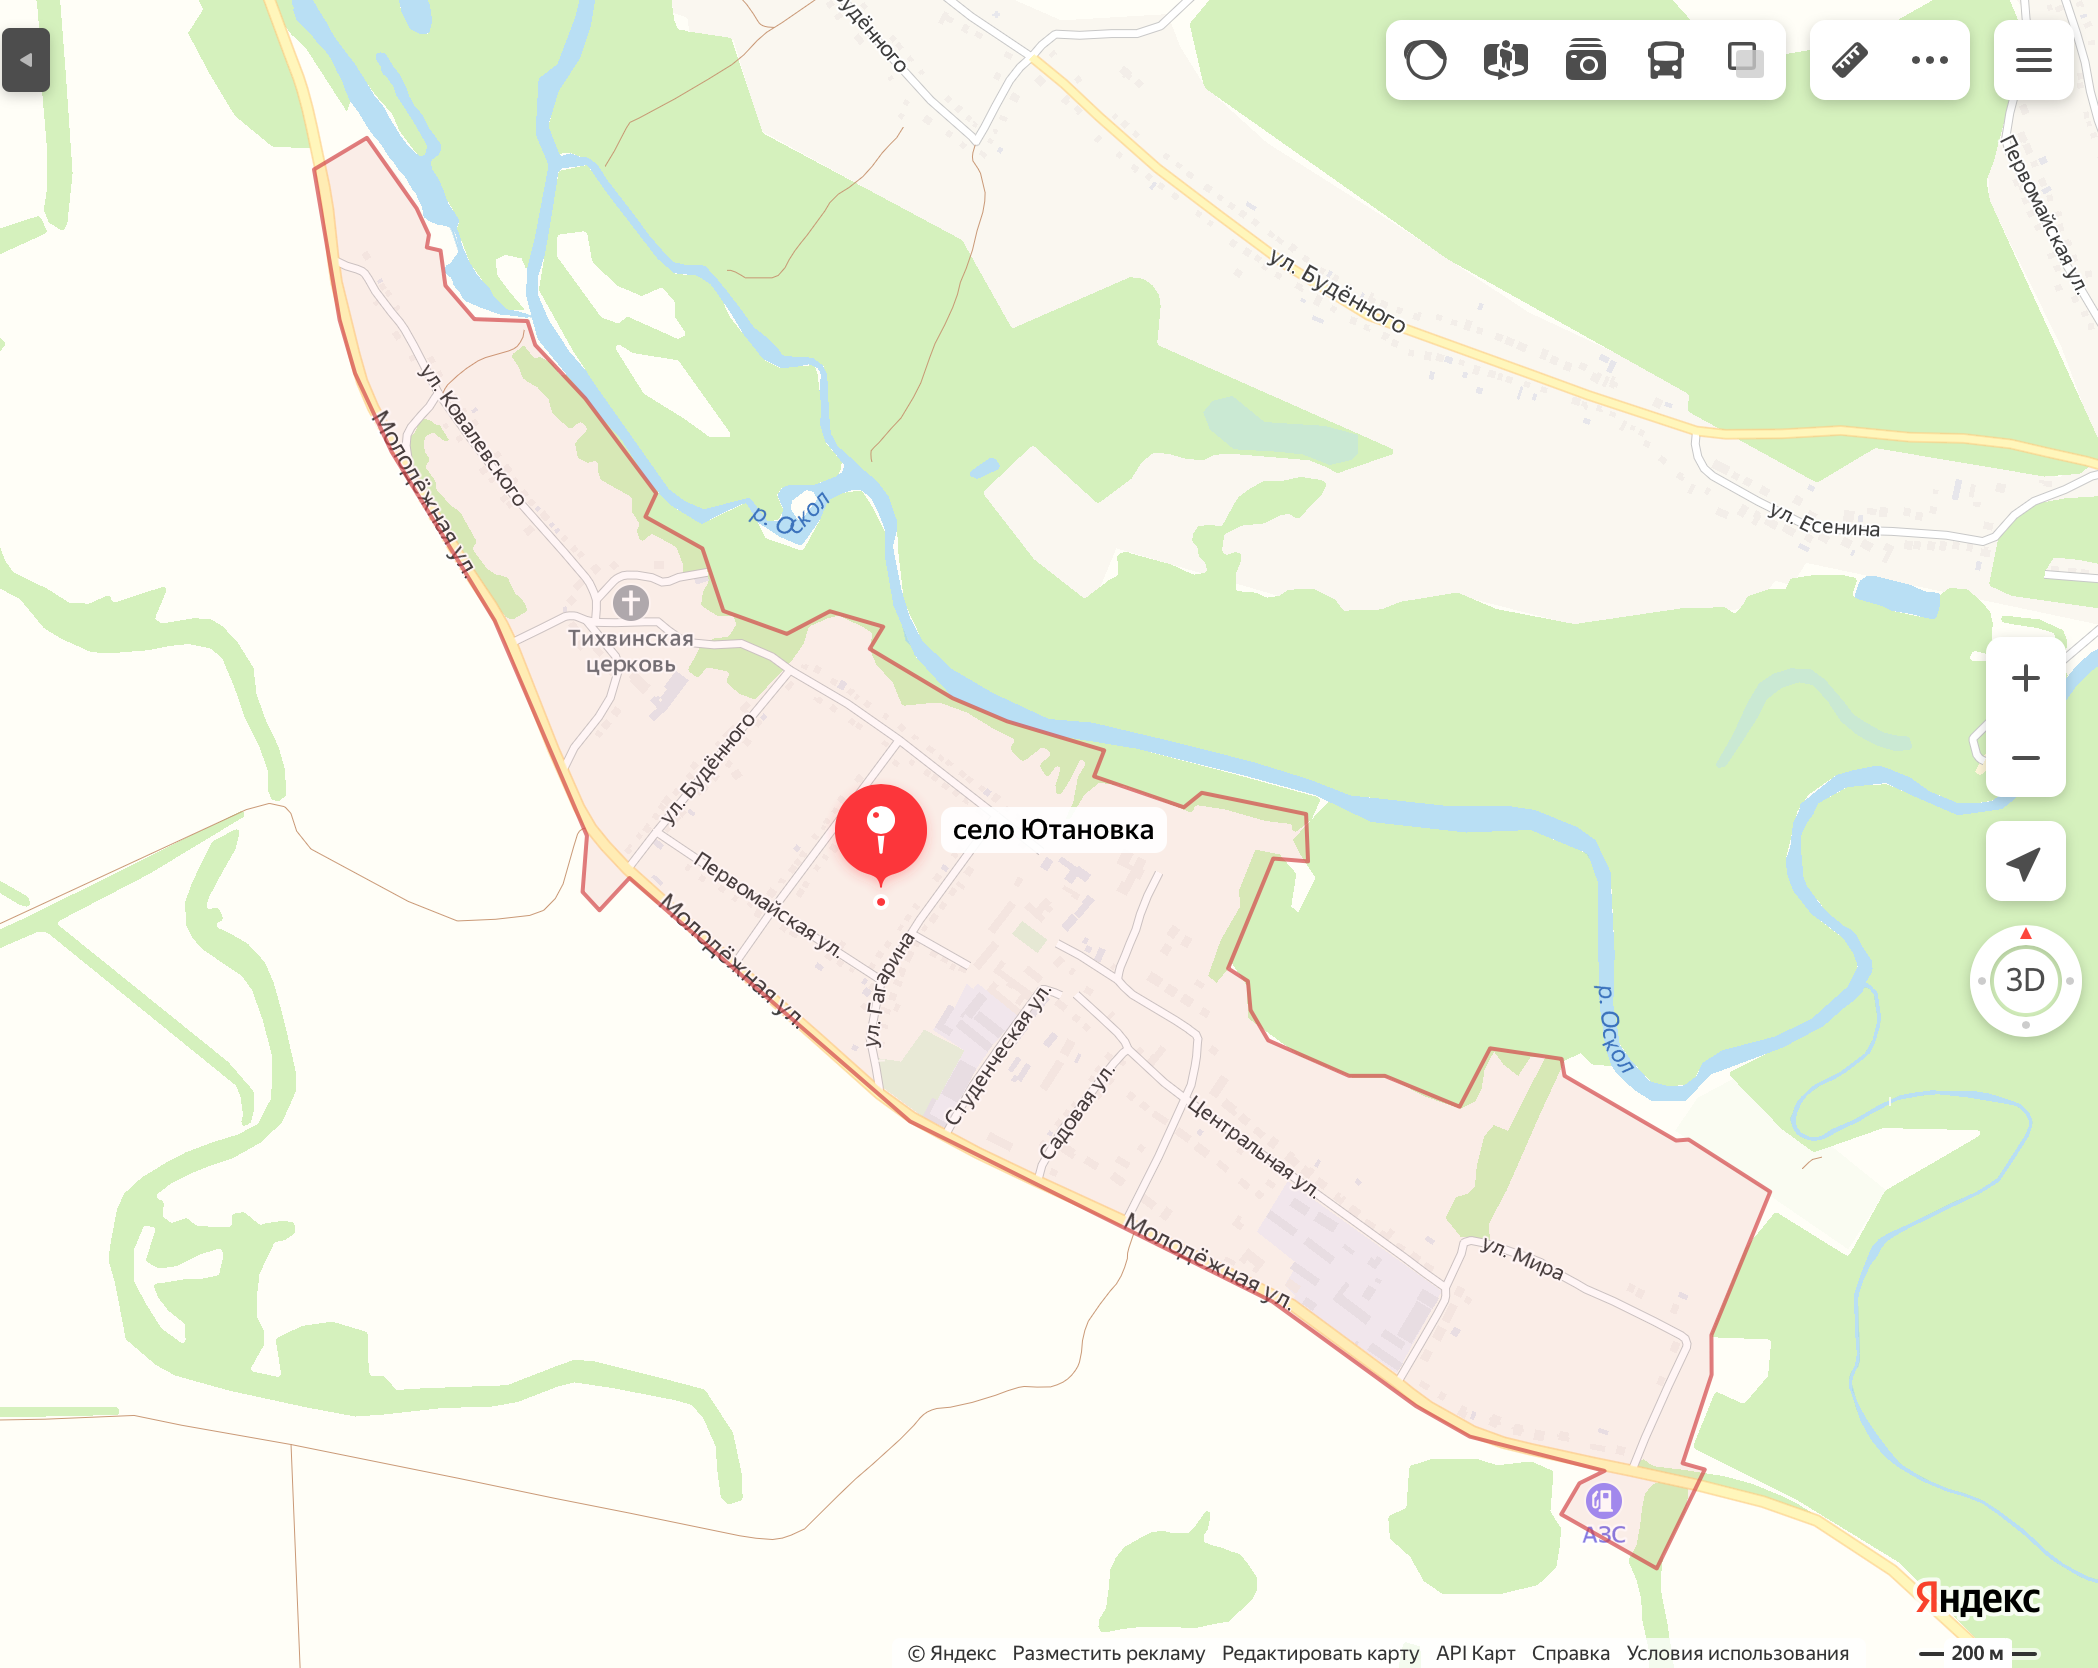 Будённого
Первомайская ул.
ул. Будённого
ул. Ковалевского
Молодёжная ул.
р. Оскол
ул. Есенина
Тихвинская
церковь
ул. Будённого
село Ютановка
Первомайская ул.
Молодёжная ул.
ул. Гагарина
3D
Студенческая ул.
Садовая ул.
р. Оскол
Центральная ул.
Молодёжная ул.
ул. Мира
АЗС
Яндекс
© Яндекс Разместить рекламу Редактировать карту API Карт Справка Условия использования 200 м